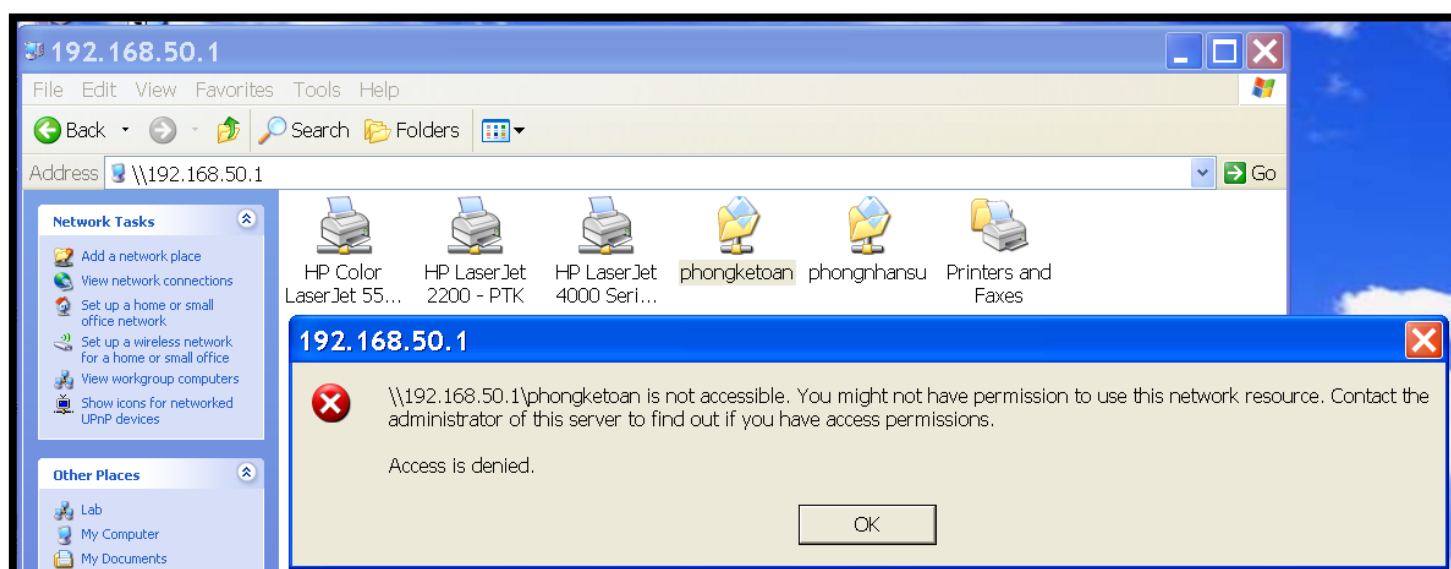 192.168.50.1
File Edit View Favorites Tools Help
Back Search Folders
Address \\192.168.50.1 Go
Network Tasks
Add a network place
View network connections
Set up a home or small
office network
Set up a wireless network
for a home or small office
View workgroup computers
Show icons for networked
UPnP devices
Other Places
Lab
My Computer
My Documents
HP Color
LaserJet 55...
HP LaserJet
2200 - PTK
HP LaserJet
4000 Seri...
phongketoan
phongnhansu
Printers and
Faxes
192.168.50.1
\\192.168.50.1\phongketoan is not accessible. You might not have permission to use this network resource. Contact the
administrator of this server to find out if you have access permissions.
Access is denied.
OK